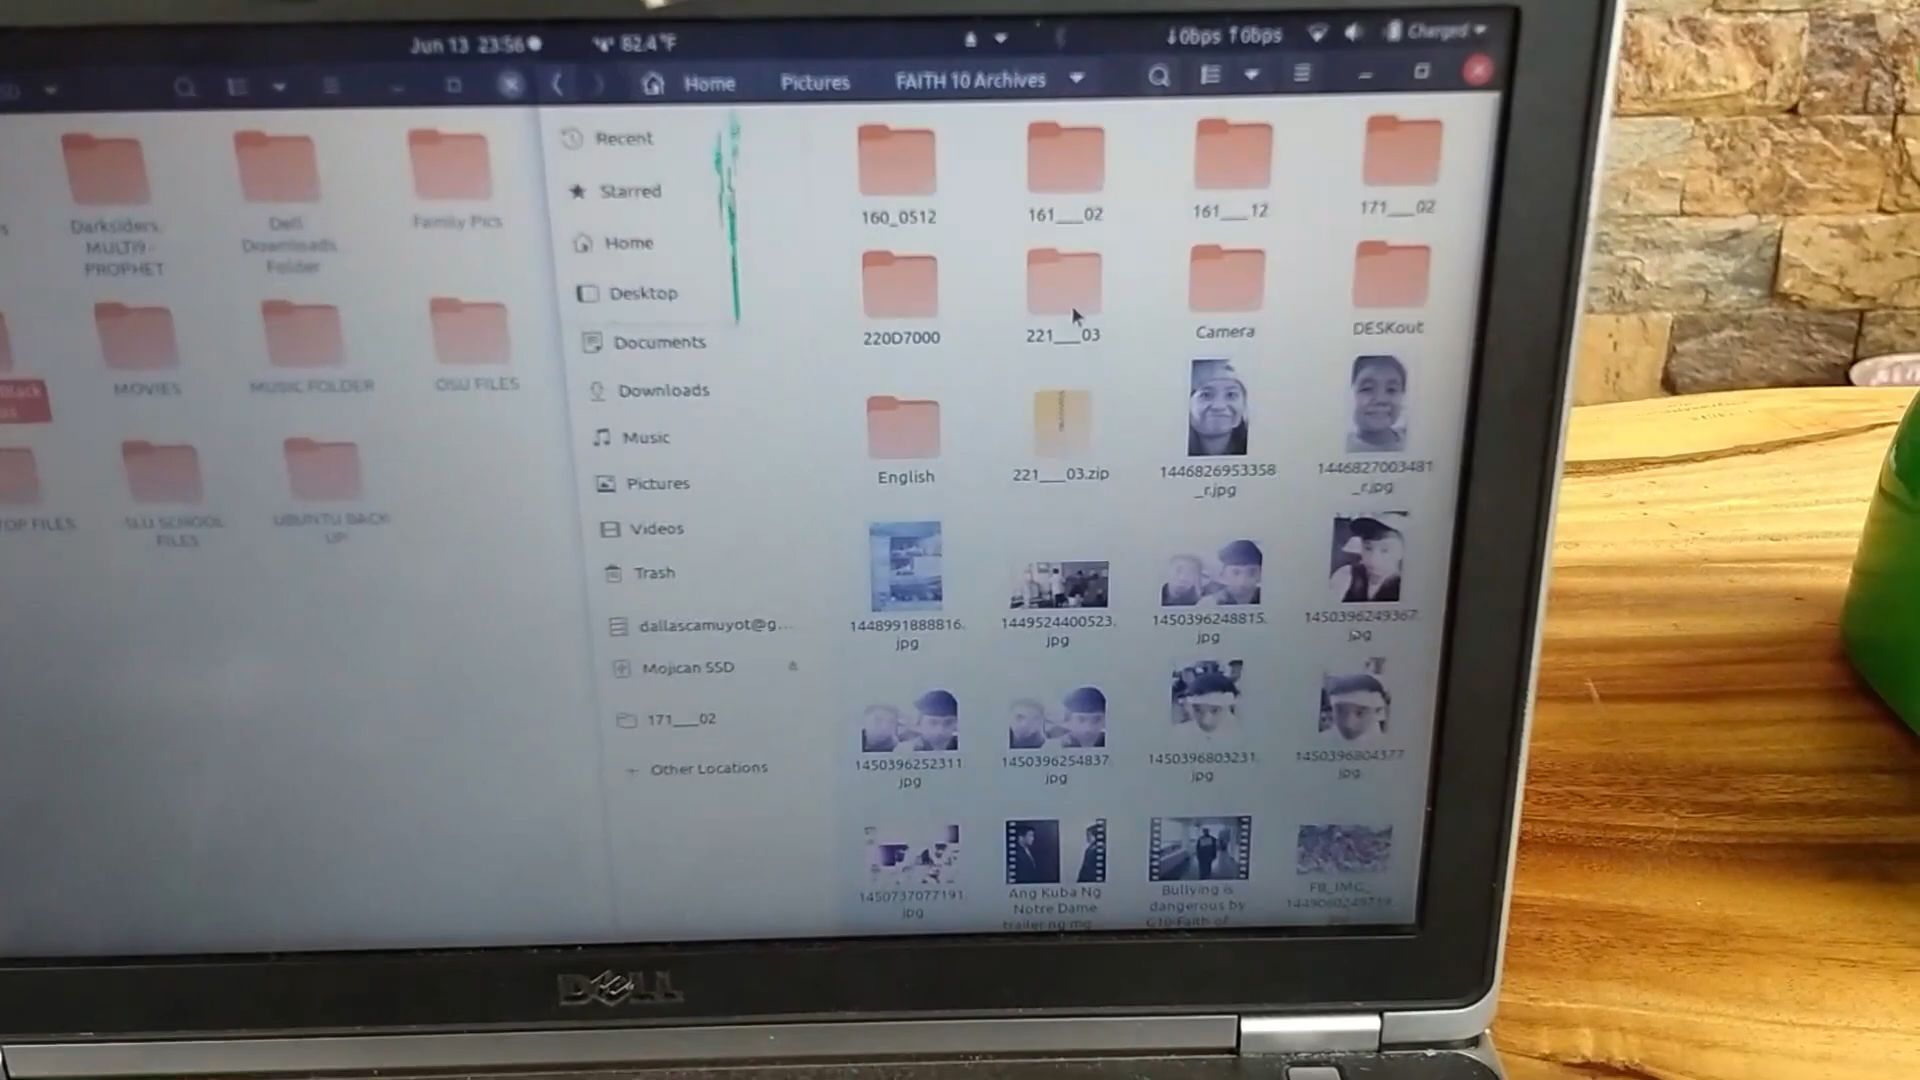 Jun 13 23:56
82.4 °F
↓0bps ↑0bps
Charged
Home
Pictures
FAITH 10 Archives
Darksiders.
MULTI9 -
PROPHET
Dell
Downloads
Folder
Family Pics
MOVIES
MUSIC FOLDER
OSU FILES
TOP FILES
SLU SCHOOL
FILES
UBUNTU BACK
UP
Recent
Starred
Home
Desktop
Documents
Downloads
Music
Pictures
Videos
Trash
dallascamuyot@g...
Mojican SSD
171___02
+ Other Locations
160_0512
161___02
161___12
171___02
220D7000
221___03
Camera
DESKout
English
221___03.zip
1446826953358
_r.jpg
1446827003481
_r.jpg
1448991888816.
jpg
1449524400523.
jpg
1450396248815.
jpg
1450396249367.
jpg
1450396252311
jpg
1450396254837.
jpg
1450396803231.
jpg
1450396804377
jpg
1450737077191
jpg
Ang Kuba Ng
Notre Dame
trailer ng mg
Bullying is
dangerous by
G10-Faith of
FB_IMG_
DELL